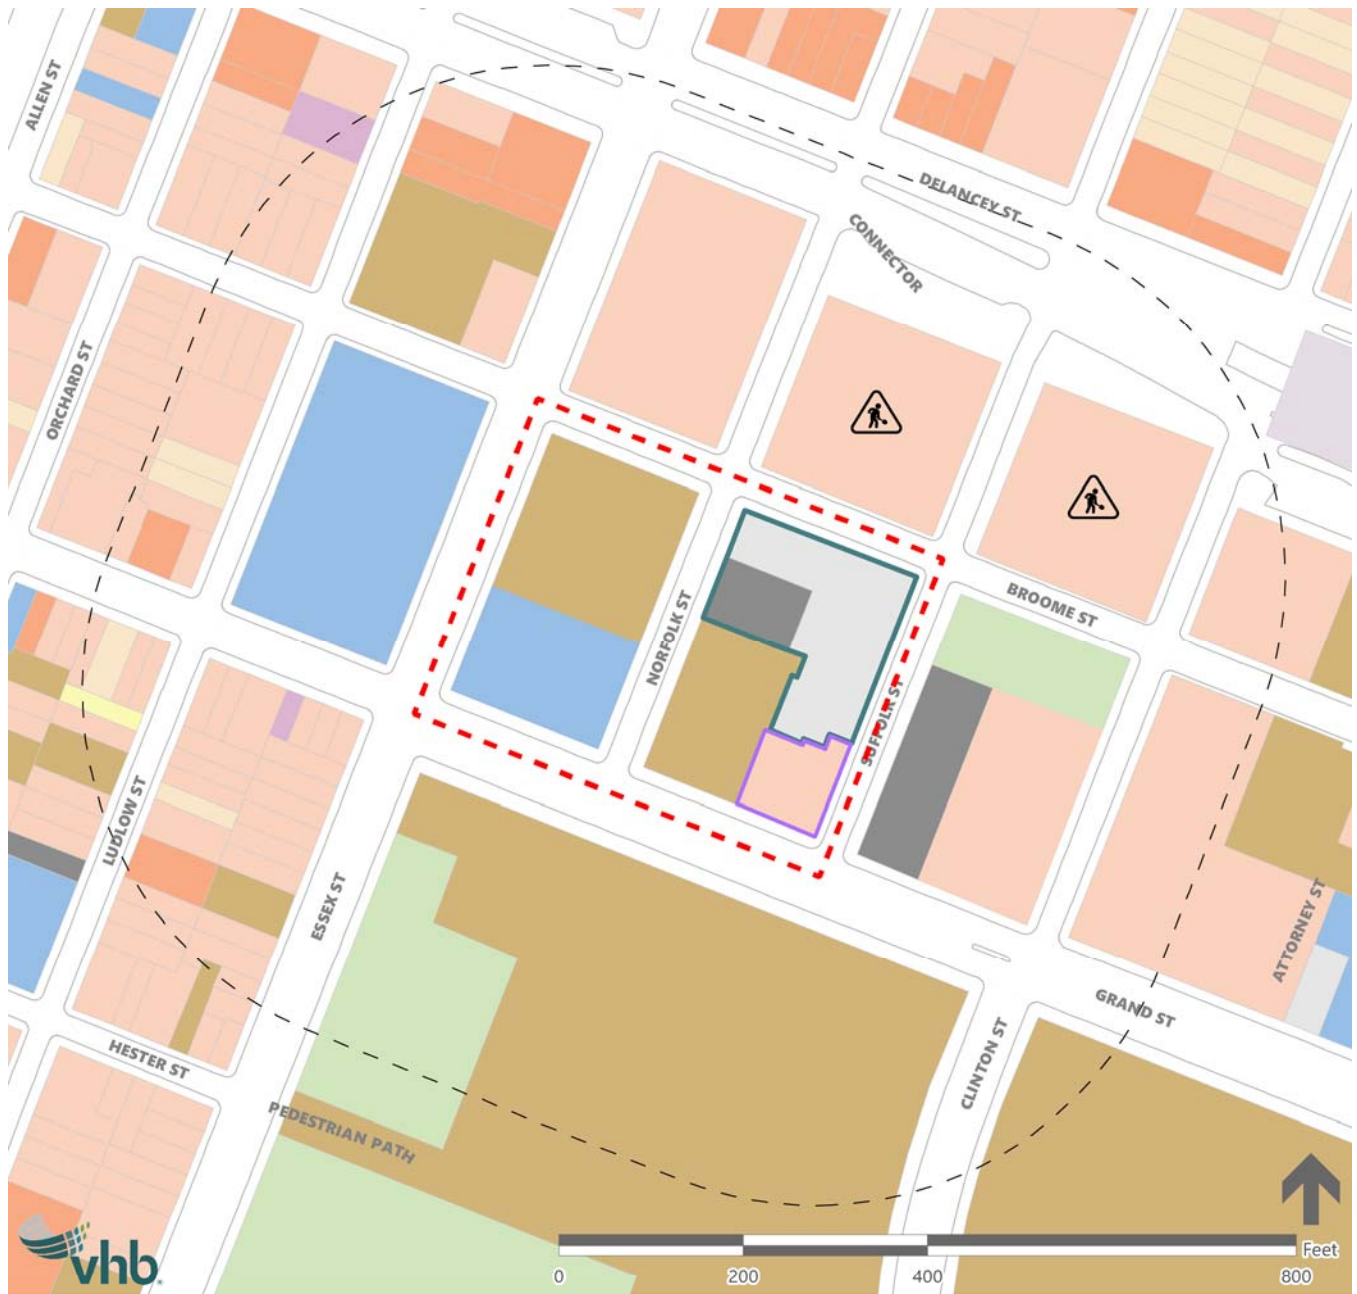 ALLEN ST
DELANCEY ST
CONNECTOR
ORCHARD ST
BROOME ST
NORFOLK ST
SUFFOLK ST
LUDLOW ST
ESSEX ST
ATTORNEY ST
GRAND ST
CLINTON ST
HESTER ST
PEDESTRIAN PATH
vhb.
Feet
0 200 400 800